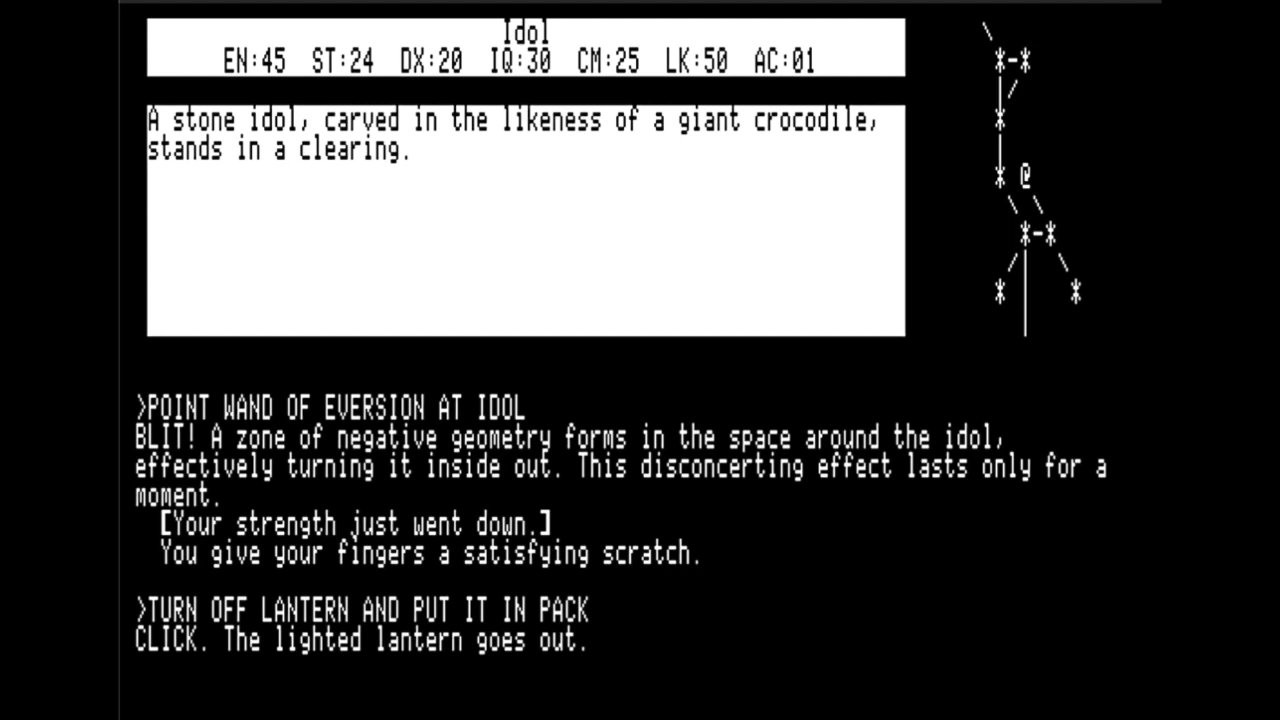 Idol
EN:45 ST:24 DX:20 IQ:30 CM:25 LK:50 AC:01
A stone idol, carved in the likeness of a giant crocodile,
stands in a clearing.
*-*
*
* @
*-*
* *
>POINT WAND OF EVERSION AT IDOL
BLIT! A zone of negative geometry forms in the space around the idol,
effectively turning it inside out. This disconcerting effect lasts only for a
moment.
[Your strength just went down.]
You give your fingers a satisfying scratch.
>TURN OFF LANTERN AND PUT IT IN PACK
CLICK. The lighted lantern goes out.